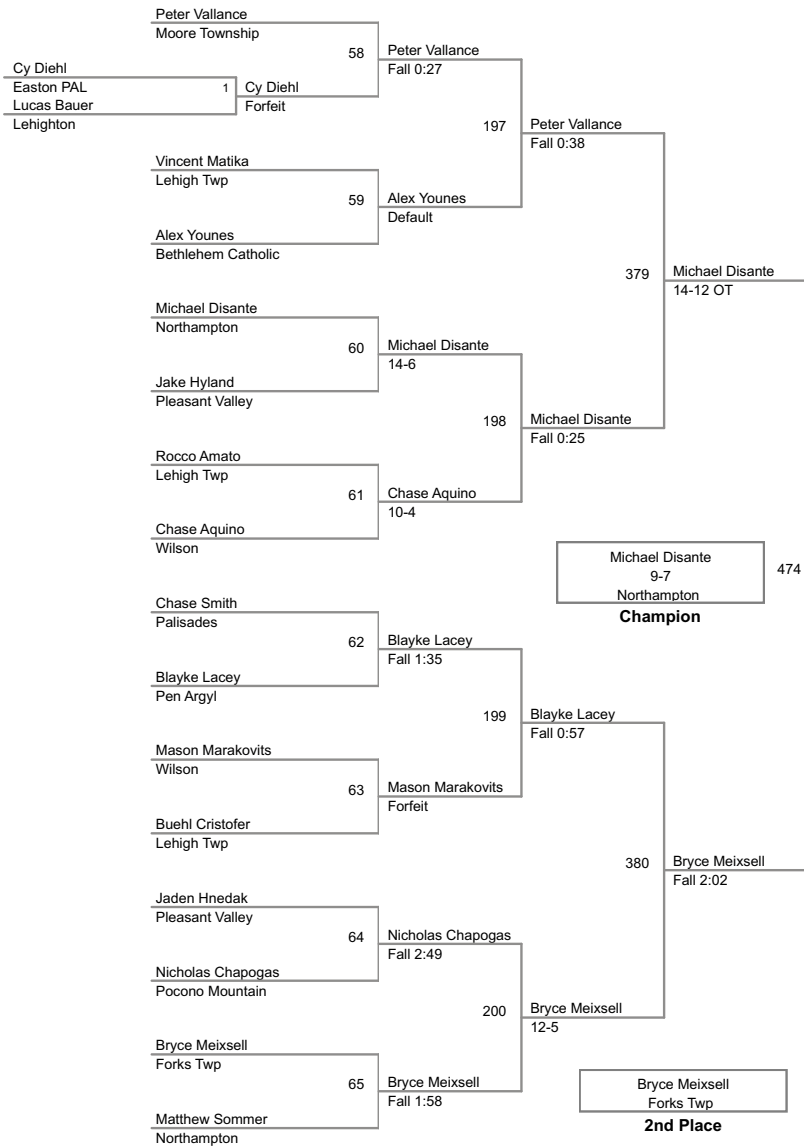 Peter Vallance
Moore Township
58
Peter Vallance
Fall 0:27
Cy Diehl
Easton PAL
1
Cy Diehl
Forfeit
Lucas Bauer
Lehighton
197
Peter Vallance
Fall 0:38
Vincent Matika
Lehigh Twp
59
Alex Younes
Default
Alex Younes
Bethlehem Catholic
379
Michael Disante
14-12 OT
Michael Disante
Northampton
60
Michael Disante
14-6
Jake Hyland
Pleasant Valley
198
Michael Disante
Fall 0:25
Rocco Amato
Lehigh Twp
61
Chase Aquino
10-4
Chase Aquino
Wilson
Michael Disante
9-7
Northampton
474
Champion
Chase Smith
Palisades
62
Blayke Lacey
Fall 1:35
Blayke Lacey
Pen Argyl
199
Blayke Lacey
Fall 0:57
Mason Marakovits
Wilson
63
Mason Marakovits
Forfeit
Buehl Cristofer
Lehigh Twp
380
Bryce Meixsell
Fall 2:02
Jaden Hnedak
Pleasant Valley
64
Nicholas Chapogas
Fall 2:49
Nicholas Chapogas
Pocono Mountain
200
Bryce Meixsell
12-5
Bryce Meixsell
Forks Twp
65
Bryce Meixsell
Fall 1:58
Matthew Sommer
Northampton
Bryce Meixsell
Forks Twp
2nd Place